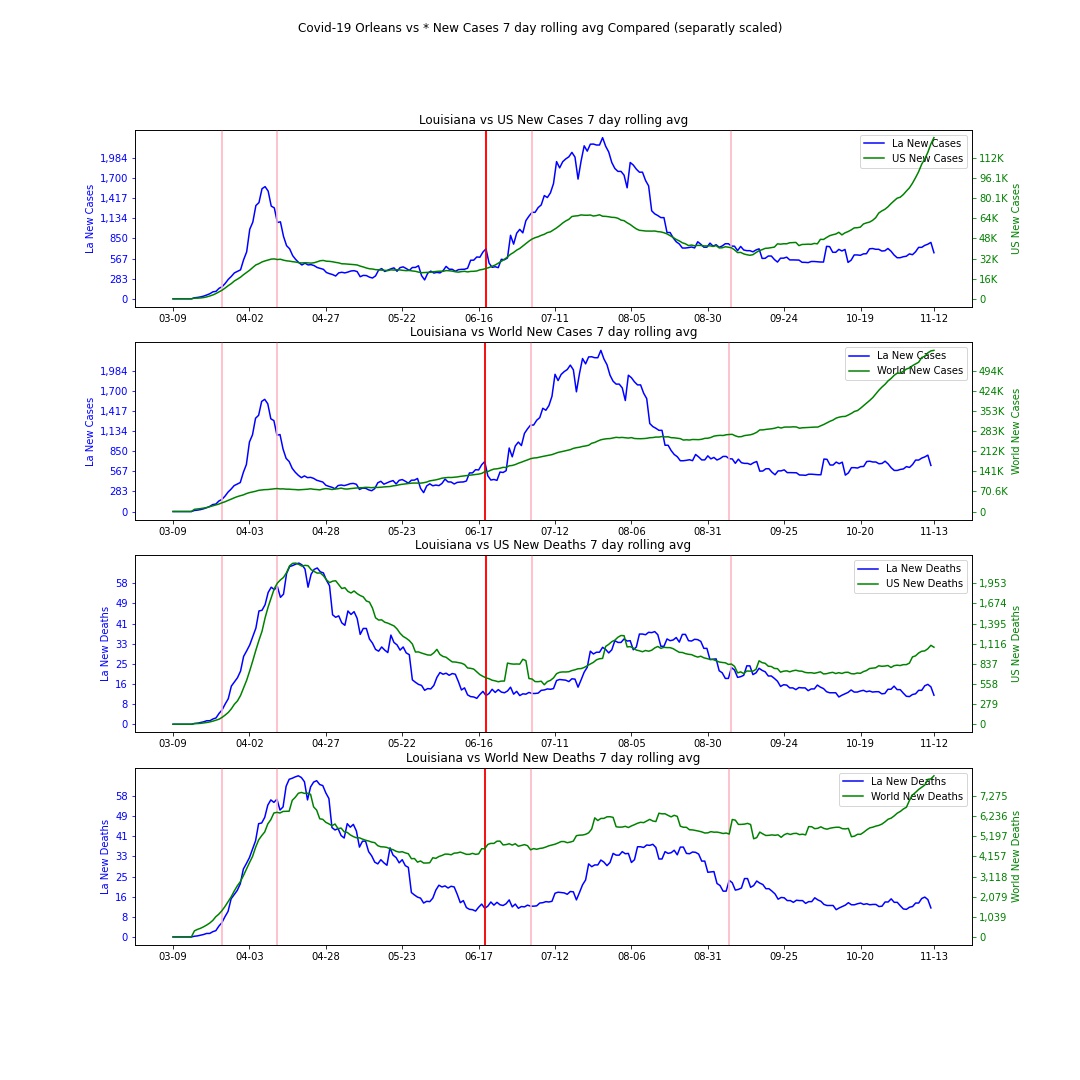 Covid-19 Orleans vs * New Cases 7 day rolling avg Compared (separatly scaled)
Louisiana vs US New Cases 7 day rolling avg
La New Cases
1,984
1,700
1,417
1,134
850
567
283
0
La New Cases
US New Cases
112K
96.1K
80.1K
64K
48K
32K
16K
0
US New Cases
03-09 04-02 04-27 05-22 06-16 07-11 08-05 08-30 09-24 10-19 11-12
Louisiana vs World New Cases 7 day rolling avg
La New Cases
1,984
1,700
1,417
1,134
850
567
283
0
La New Cases
World New Cases
494K
424K
353K
283K
212K
141K
70.6K
0
World New Cases
03-09 04-03 04-28 05-23 06-17 07-12 08-06 08-31 09-25 10-20 11-13
Louisiana vs US New Deaths 7 day rolling avg
La New Deaths
58
49
41
33
25
16
8
0
La New Deaths
US New Deaths
1,953
1,674
1,395
1,116
837
558
279
0
US New Deaths
03-09 04-02 04-27 05-22 06-16 07-11 08-05 08-30 09-24 10-19 11-12
Louisiana vs World New Deaths 7 day rolling avg
La New Deaths
58
49
41
33
25
16
8
0
La New Deaths
World New Deaths
7,275
6,236
5,197
4,157
3,118
2,079
1,039
0
World New Deaths
03-09 04-03 04-28 05-23 06-17 07-12 08-06 08-31 09-25 10-20 11-13